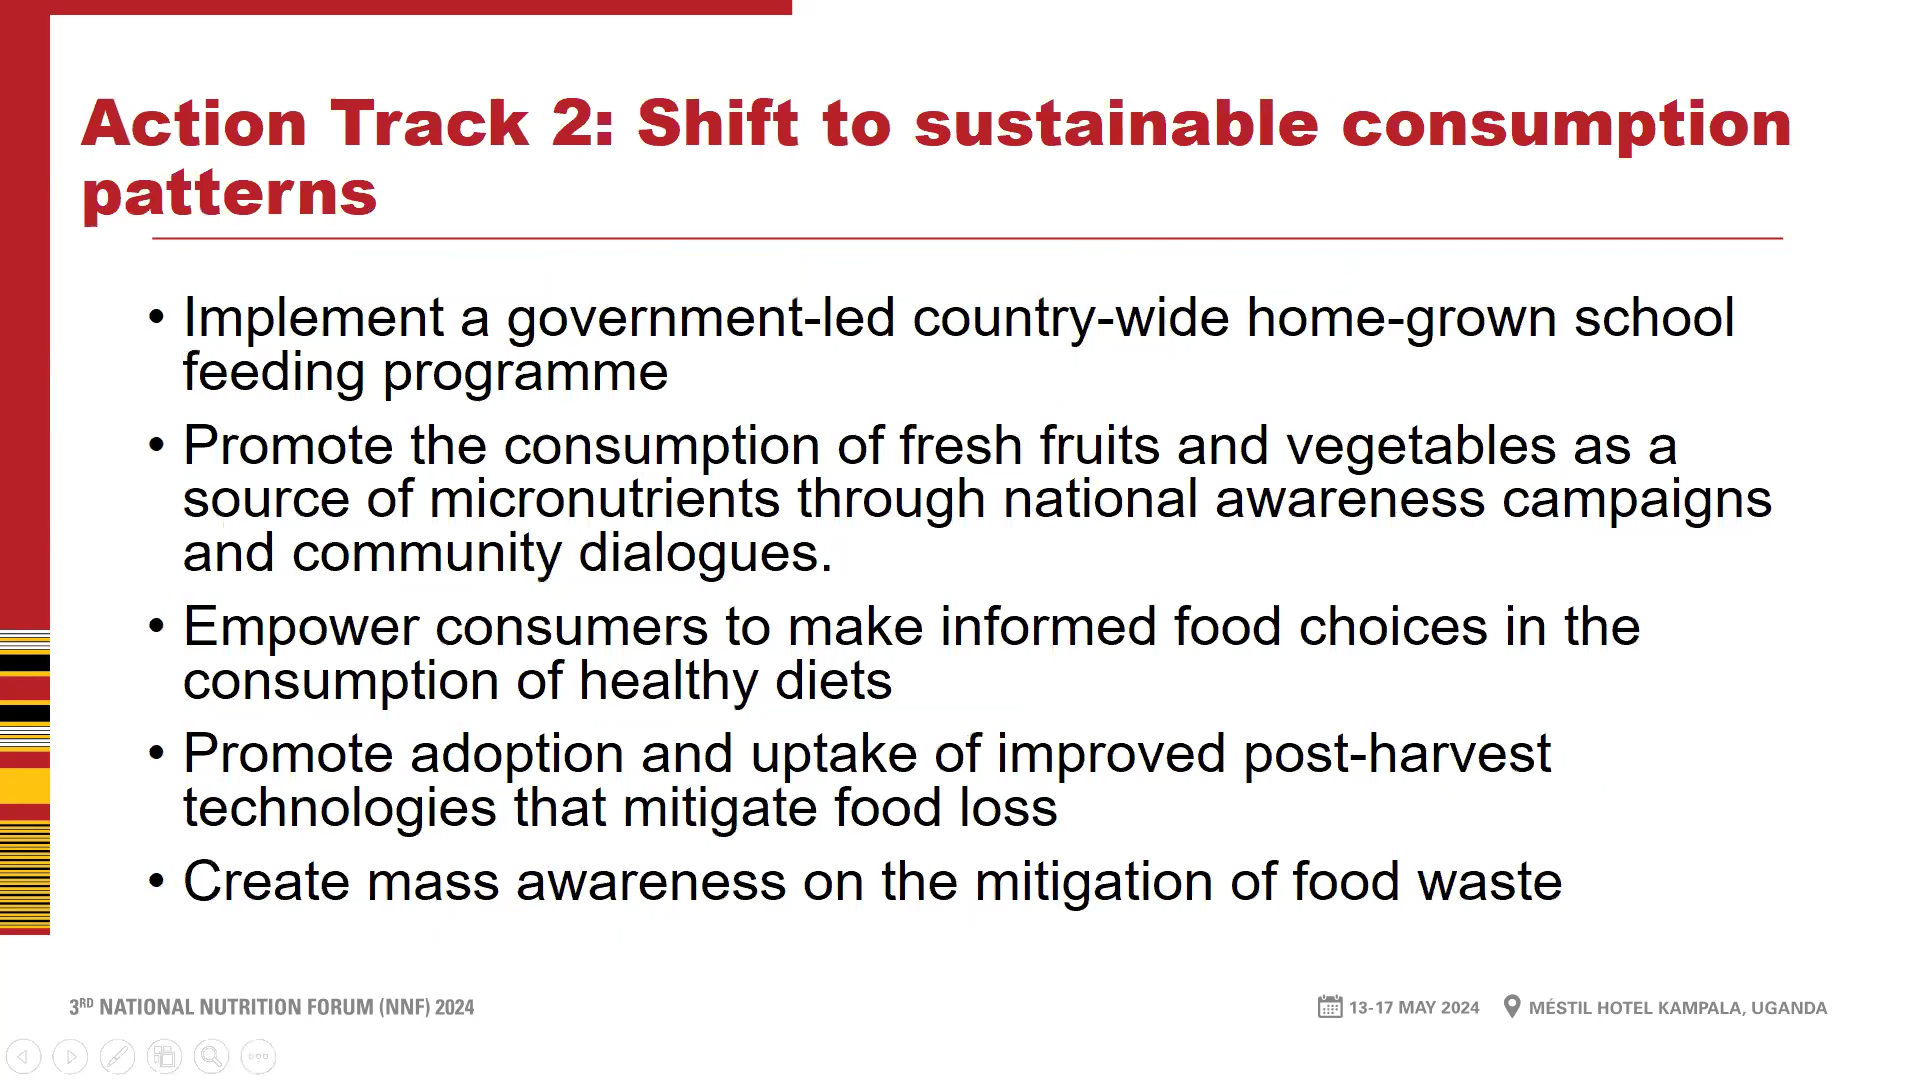 Action Track 2: Shift to sustainable consumption
patterns
• Implement a government-led country-wide home-grown school
feeding programme
• Promote the consumption of fresh fruits and vegetables as a
source of micronutrients through national awareness campaigns
and community dialogues.
• Empower consumers to make informed food choices in the
consumption of healthy diets
• Promote adoption and uptake of improved post-harvest
technologies that mitigate food loss
• Create mass awareness on the mitigation of food waste
3RD NATIONAL NUTRITION FORUM (NNF) 2024
13-17 MAY 2024 MÉSTIL HOTEL KAMPALA, UGANDA